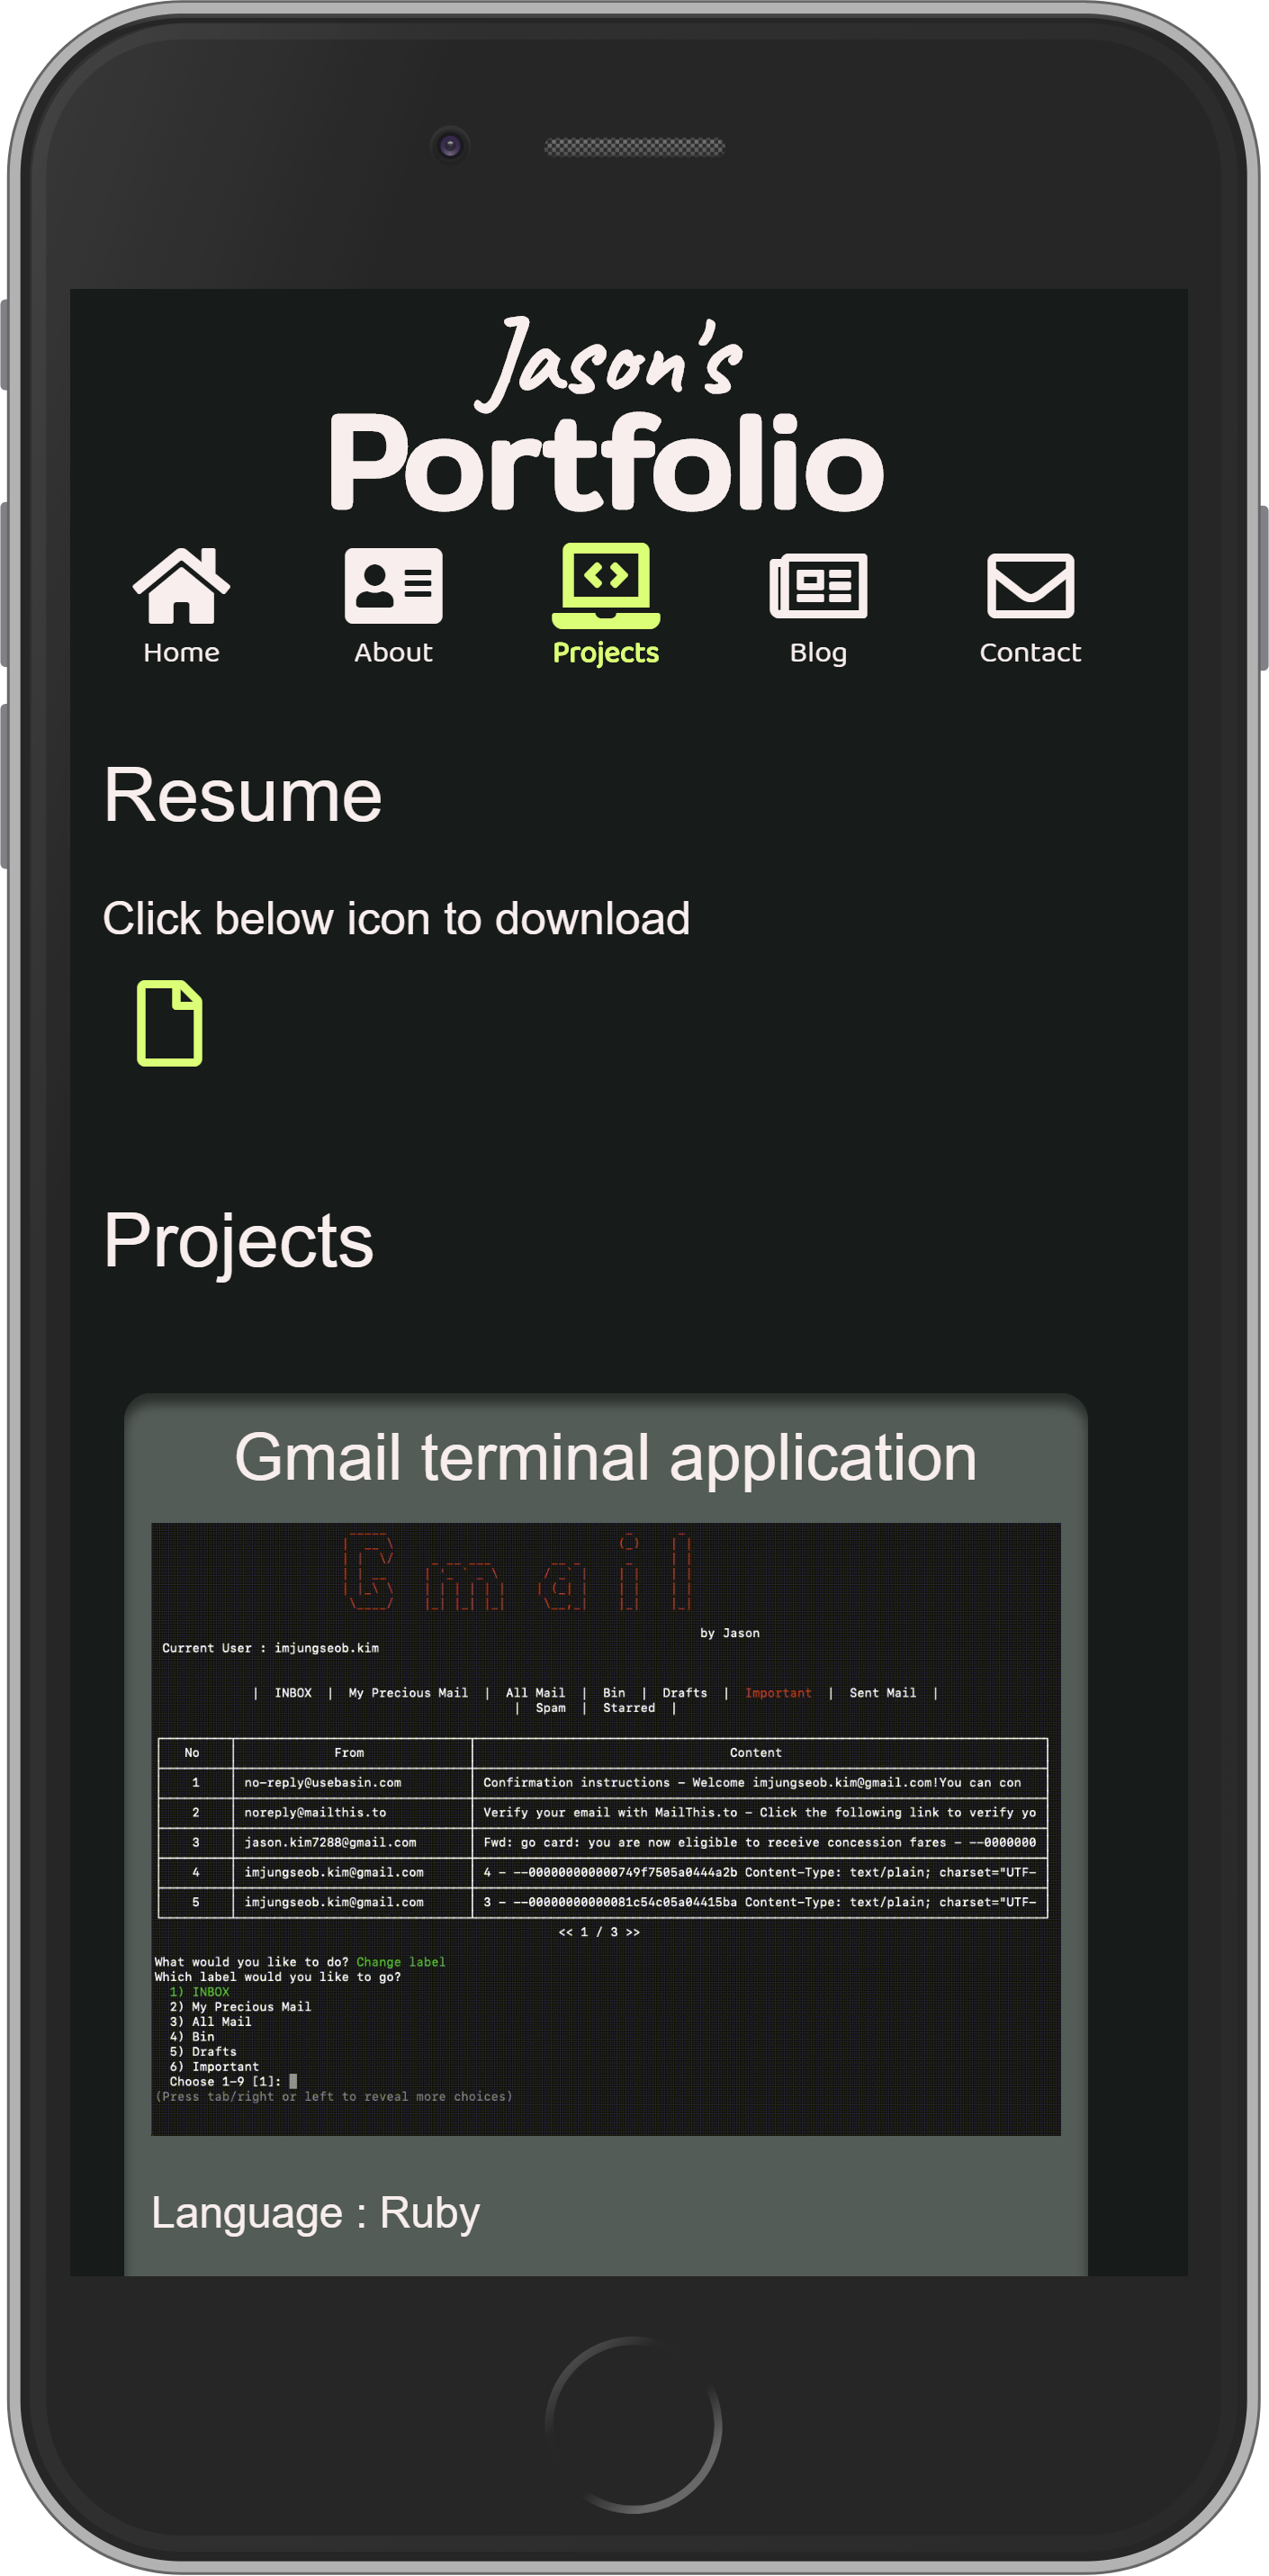 Jason's
Portfolio
Home About Projects Blog Contact
Resume
Click below icon to download
Projects
Gmail terminal application
Gmail
by Jason
Current User : imjungseob.kim
| INBOX | My Precious Mail | All Mail | Bin | Drafts | Important | Sent Mail |
| Spam | Starred |
No From Content
1 no-reply@usebasin.com Confirmation instructions - Welcome imjungseob.kim@gmail.com!You can con
2 noreply@mailthis.to Verify your email with MailThis.to - Click the following link to verify yo
3 jason.kim7288@gmail.com Fwd: go card: you are now eligible to receive concession fares - --0000000
4 imjungseob.kim@gmail.com 4 - --000000000000749f7505a0444a2b Content-Type: text/plain; charset="UTF-
5 imjungseob.kim@gmail.com 3 - --00000000000081c54c05a04415ba Content-Type: text/plain; charset="UTF-
<< 1 / 3 >>
What would you like to do? Change label
Which label would you like to go?
1) INBOX
2) My Precious Mail
3) All Mail
4) Bin
5) Drafts
6) Important
Choose 1-9 [1]:
(Press tab/right or left to reveal more choices)
Language : Ruby